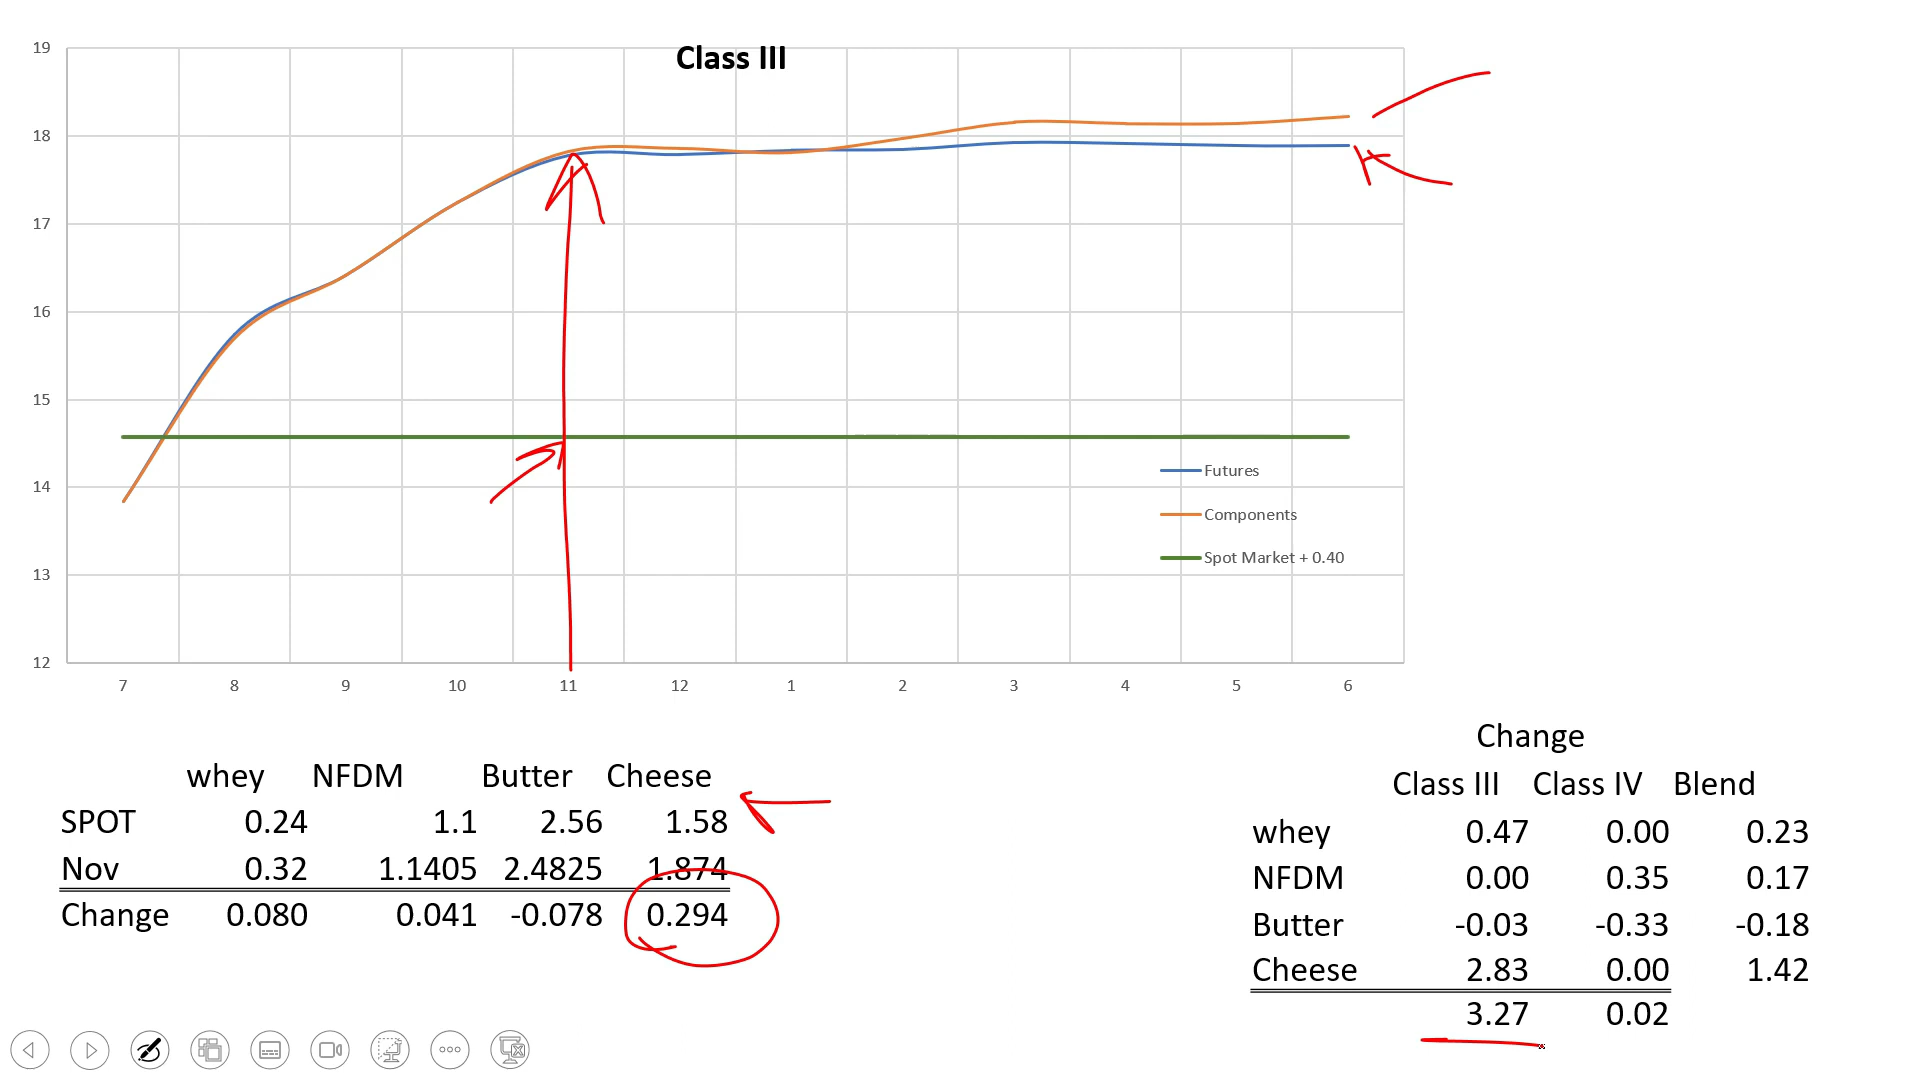 Class III
19
18
17
16
15
14
13
12
Futures
Components
Spot Market + 0.40
7 8 9 10 11 12 1 2 3 4 5 6
whey NFDM Butter Cheese
SPOT 0.24 1.1 2.56 1.58
Nov 0.32 1.1405 2.4825 1.874
Change 0.080 0.041 -0.078 0.294
Change
Class III Class IV Blend
whey 0.47 0.00 0.23
NFDM 0.00 0.35 0.17
Butter -0.03 -0.33 -0.18
Cheese 2.83 0.00 1.42
3.27 0.02